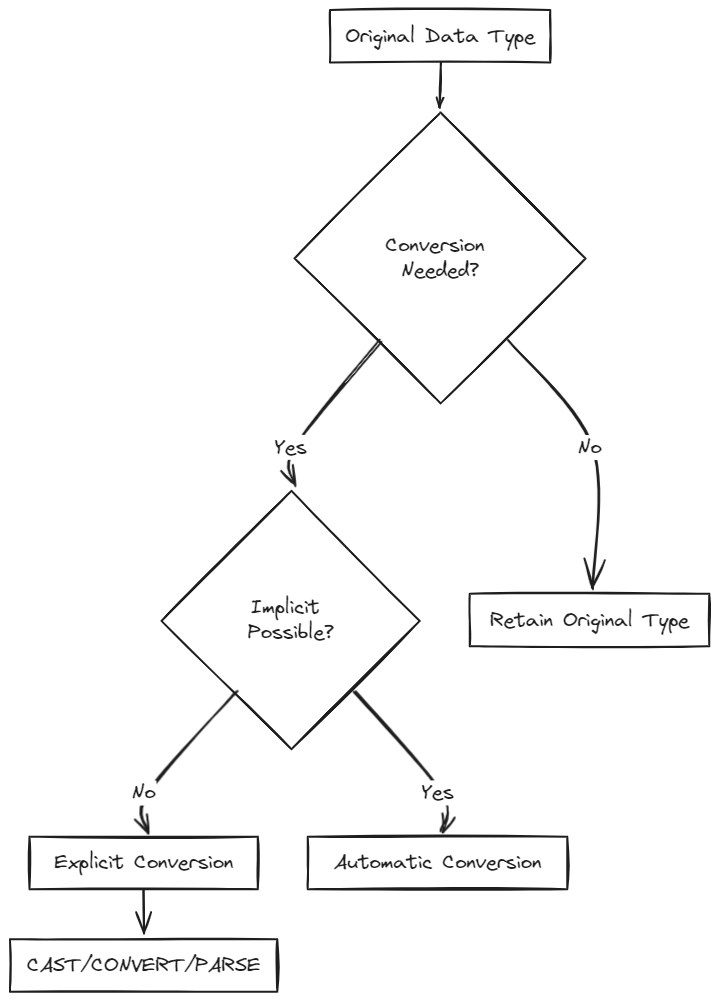 Original Data Type
Conversion
Needed?
Yes
No
Implicit
Possible?
Retain Original Type
No
Yes
Explicit Conversion
Automatic Conversion
CAST/CONVERT/PARSE